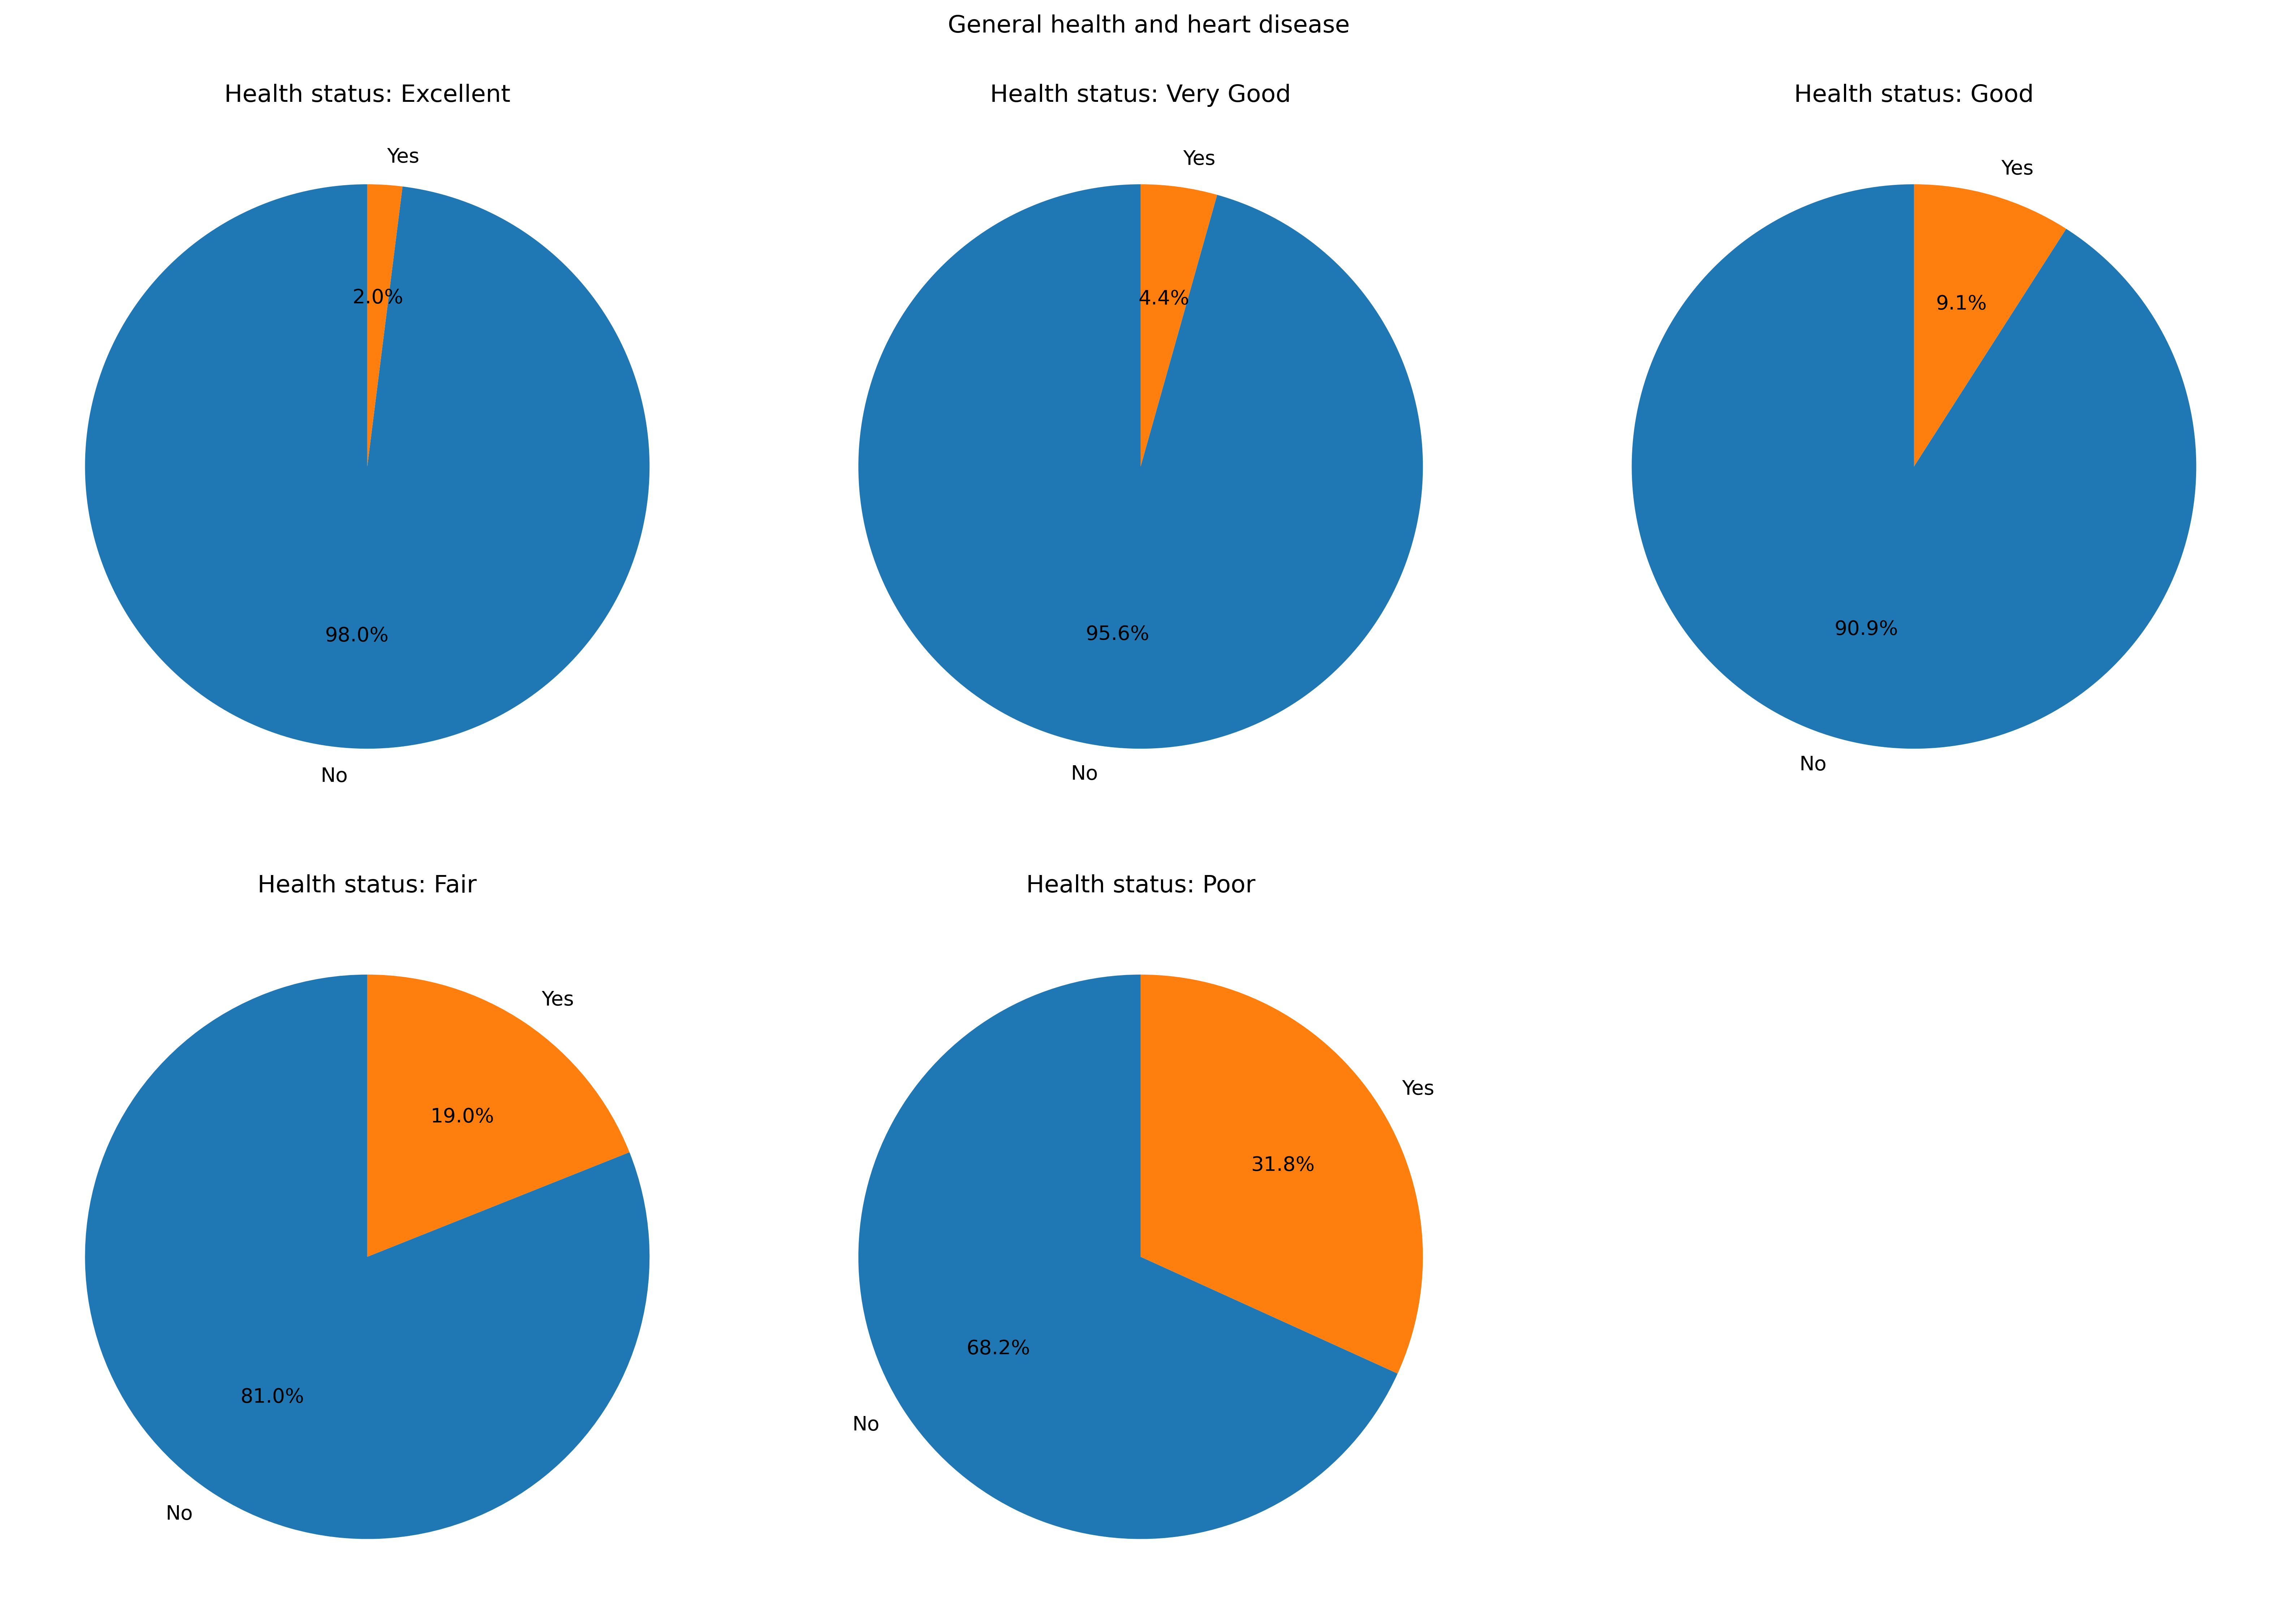 General health and heart disease
Health status: Excellent
Yes
2.0%
98.0%
No
Health status: Very Good
Yes
4.4%
95.6%
No
Health status: Good
Yes
9.1%
90.9%
No
Health status: Fair
Yes
19.0%
81.0%
No
Health status: Poor
Yes
31.8%
68.2%
No